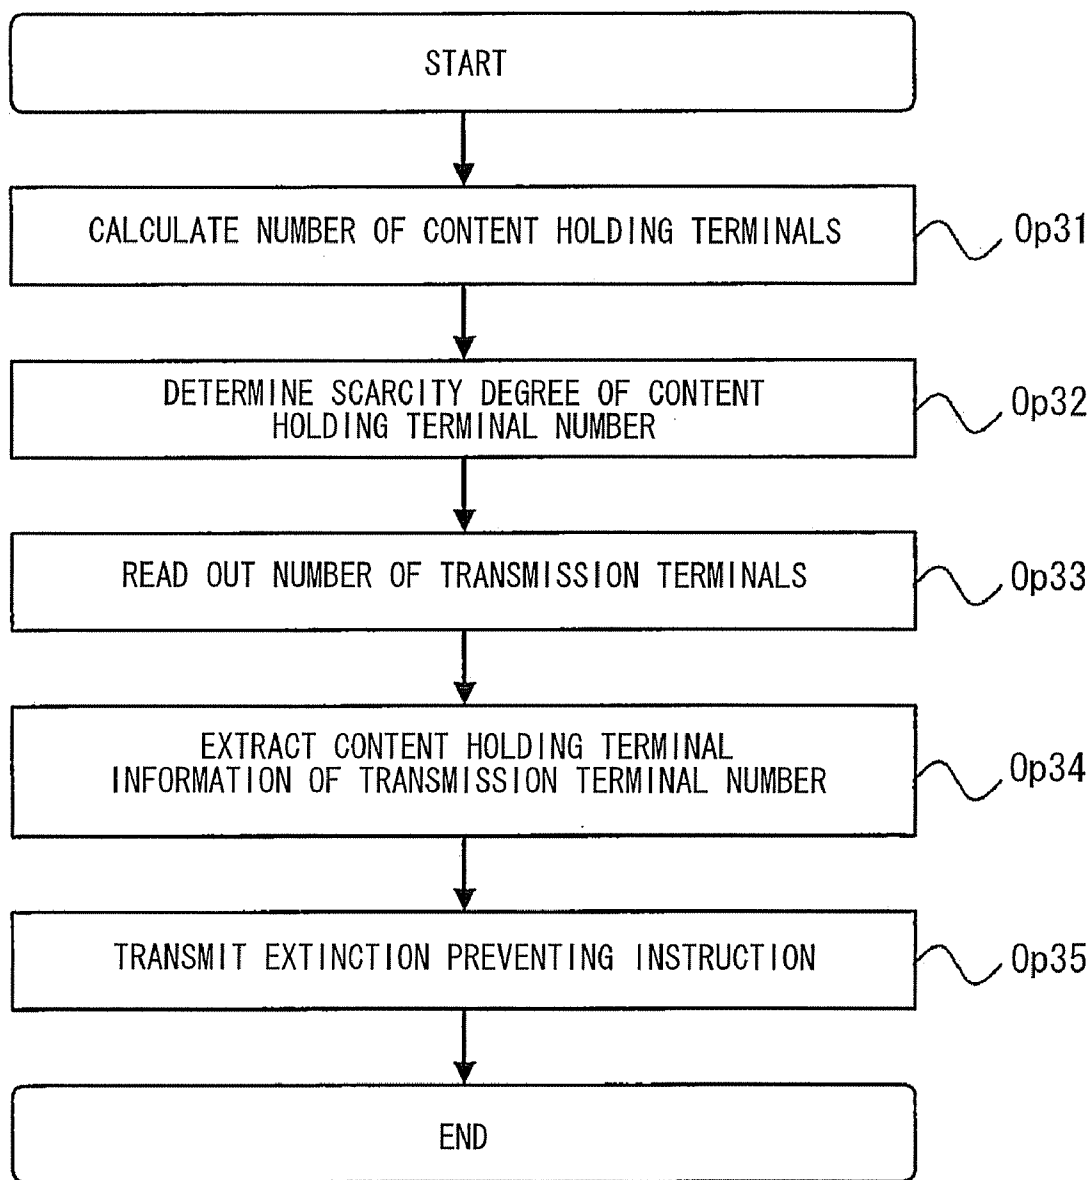 START
CALCULATE NUMBER OF CONTENT HOLDING TERMINALS
Op31
DETERMINE SCARCITY DEGREE OF CONTENT
HOLDING TERMINAL NUMBER
Op32
READ OUT NUMBER OF TRANSMISSION TERMINALS
Op33
EXTRACT CONTENT HOLDING TERMINAL
INFORMATION OF TRANSMISSION TERMINAL NUMBER
Op34
TRANSMIT EXTINCTION PREVENTING INSTRUCTION
Op35
END